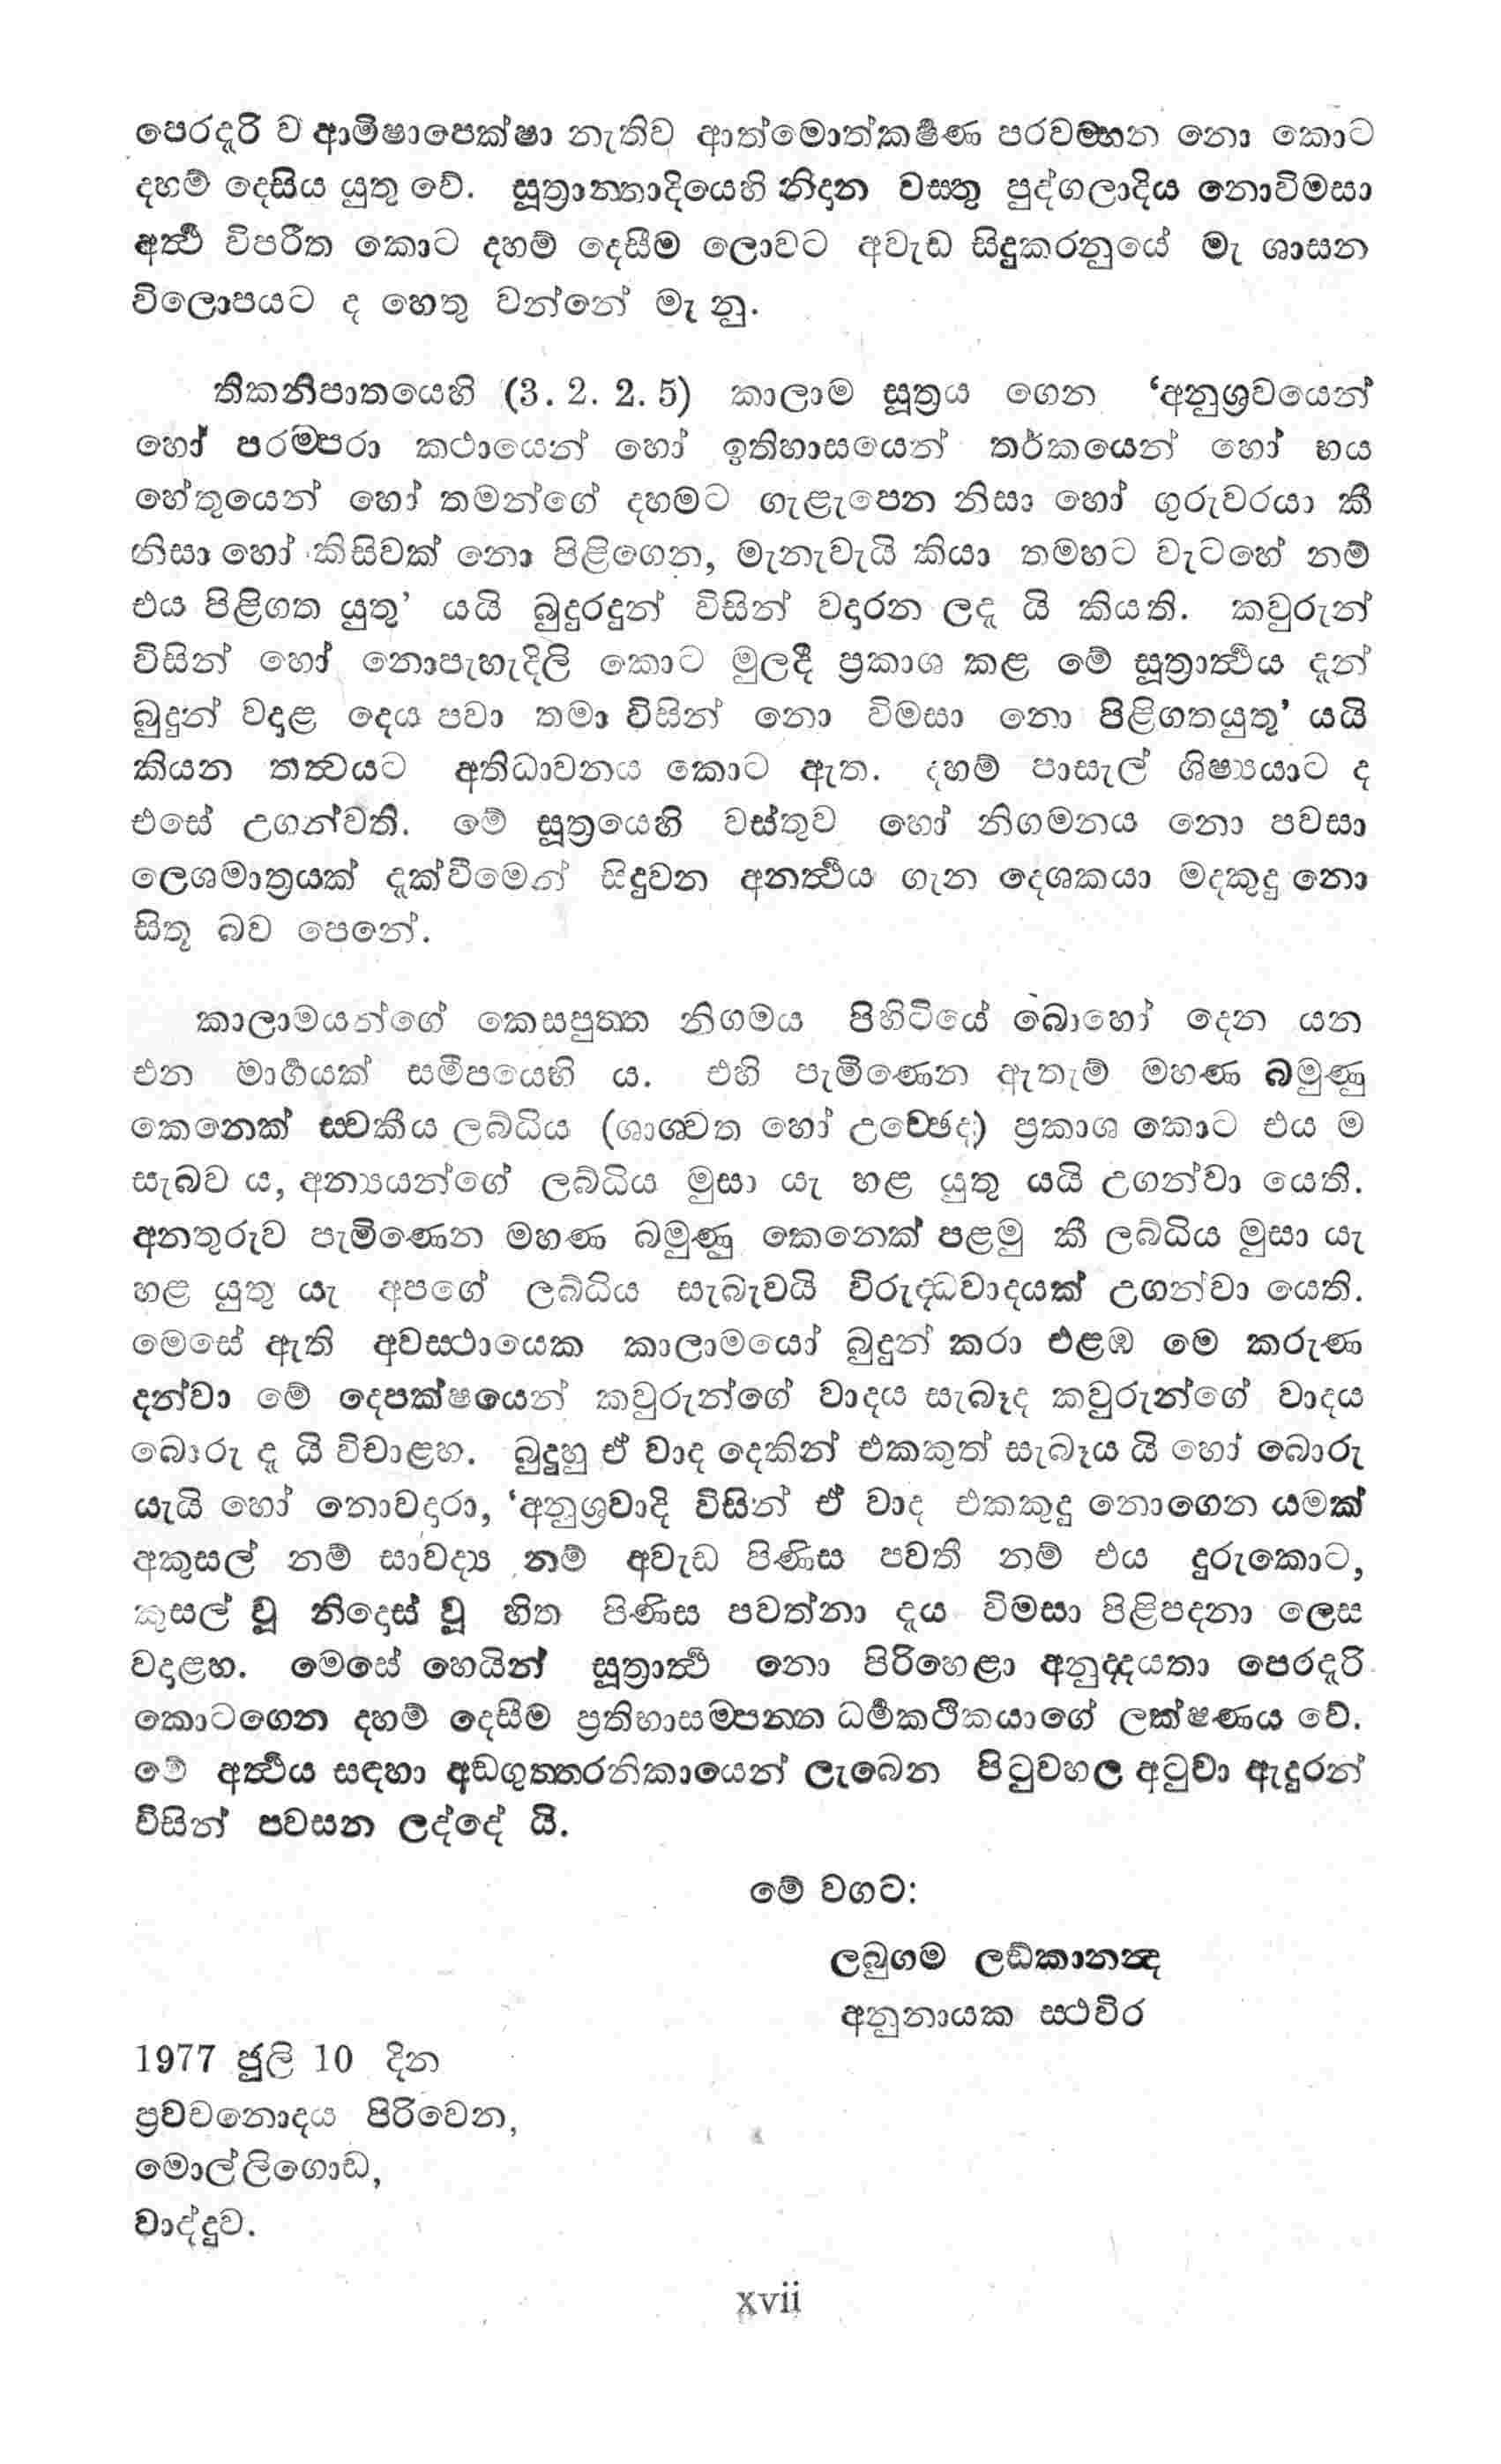 පෙරදැරි ව ආමිෂාපෙක්ෂා නැතිව ආත්මොත්කර්ෂණ පරවම්භන නො කොට
දහම් දෙසිය යුතු වේ. සූත්‍රාන්තාදියෙහි නිදාන වස්තු පුද්ගලාදිය නොවිමසා
අර්ත්‍ථ විපරීත කොට දහම් දෙසීම ලොවට අවැඩ සිදුකරනුයේ මැ ශාසන
විලොපයට ද හෙතු වන්නේ මැ නු.
තිකනිපාතයෙහි (3. 2. 2. 5) කාලාම සූත්‍රය ගෙන ‘අනුශ්‍රවයෙන්
හෝ පරම්පරා කථායෙන් හෝ ඉතිහාසයෙන් තර්කයෙන් හෝ භය
හේතුයෙන් හෝ තමන්ගේ දහමට ගැළැපෙන නිසා හෝ ගුරුවරයා කී
නිසා හෝ කිසිවක් නො පිළිගෙන, මැනැවැයි කියා තමහට වැටහේ නම්
එය පිළිගත යුතු’ යයි බුදුරදුන් විසින් වදාරන ලදැ යි කියති. කවුරුන්
විසින් හෝ නොපැහැදිලි කොට මුලදී ප්‍රකාශ කළ මේ සූත්‍රාර්ත්‍ථය දැන්
බුදුන් වදාළ දෙය පවා තමා විසින් නො විමසා නො පිළිගතයුතු’ යයි
කියන තත්ත්‍වයට අතිධාවනය කොට ඇත. දහම් පාසැල් ශිෂ්‍යයාට ද
එසේ උගන්වති. මේ සූත්‍රයෙහි වස්තුව හෝ නිගමනය නො පවසා
ලෙශමාත්‍රයක් දැක්වීමෙන් සිදුවන අනර්ත්‍ථය ගැන දෙශකයා මදකුදු නො
සිතූ බව පෙනේ.
කාලාමයන්ගේ කෙසපුත්ත නිගමය පිහිටියේ බොහෝ දෙන යන
එන මාර්ගයක් සමීපයෙහි ය. එහි පැමිණෙන ඇතැම් මහණ බමුණු
කෙනෙක් ස්වකීය ලබ්ධිය (ශාශ්වත හෝ උච්ඡෙද) ප්‍රකාශ කොට එය ම
සැබව ය, අන්‍යයන්ගේ ලබ්ධිය මුසා යැ හළ යුතු යයි උගන්වා යෙති.
අනතුරුව පැමිණෙන මහණ බමුණු කෙනෙක් පළමු කී ලබ්ධිය මුසා යැ
හළ යුතු යැ අපගේ ලබ්ධිය සැබැවයි විරුද්ධවාදයක් උගන්වා යෙති.
මෙසේ ඇති අවස්ථායෙක කාලාමයෝ බුදුන් කරා එළඹ මෙ කරුණ
දන්වා මේ දෙපක්ෂයෙන් කවුරුන්ගේ වාදය සැබෑද කවුරුන්ගේ වාදය
බොරු දැ යි විචාළහ. බුදුහු ඒ වාද දෙකින් එකකුත් සැබෑය යි හෝ බොරු
යැයි හෝ නොවදාරා, ‘අනුශ්‍රවාදි විසින් ඒ වාද එකකුදු නොගෙන යමක්
අකුසල් නම් සාවද්‍ය නම් අවැඩ පිණිස පවතී නම් එය දුරුකොට,
කුසල් වූ නිදොස් වූ හිත පිණිස පවත්නා දැය විමසා පිළිපදනා ලෙස
වදාළහ. මෙසේ හෙයින් සූත්‍රාර්ත්‍ථ නො පිරිහෙළා අනුද්දයතා පෙරදැරි
කොටගෙන දහම් දෙසීම ප්‍රතිභාසම්පන්න ධර්මකථිකයාගේ ලක්ෂණය වේ.
මේ අර්ත්‍ථය සඳහා අඞ්ගුත්තරනිකායෙන් ලැබෙන පිටුවහල අටුවා ඇදුරන්
විසින් පවසන ලද්දේ යි.
මේ වගට:
ලබුගම ලඞ්කානන්ද
අනුනායක ස්ථවිර
1977 ජූලි 10 දින
ප්‍රවචනොදය පිරිවෙන,
මොල්ලිගොඩ,
වාද්දුව.
xvii